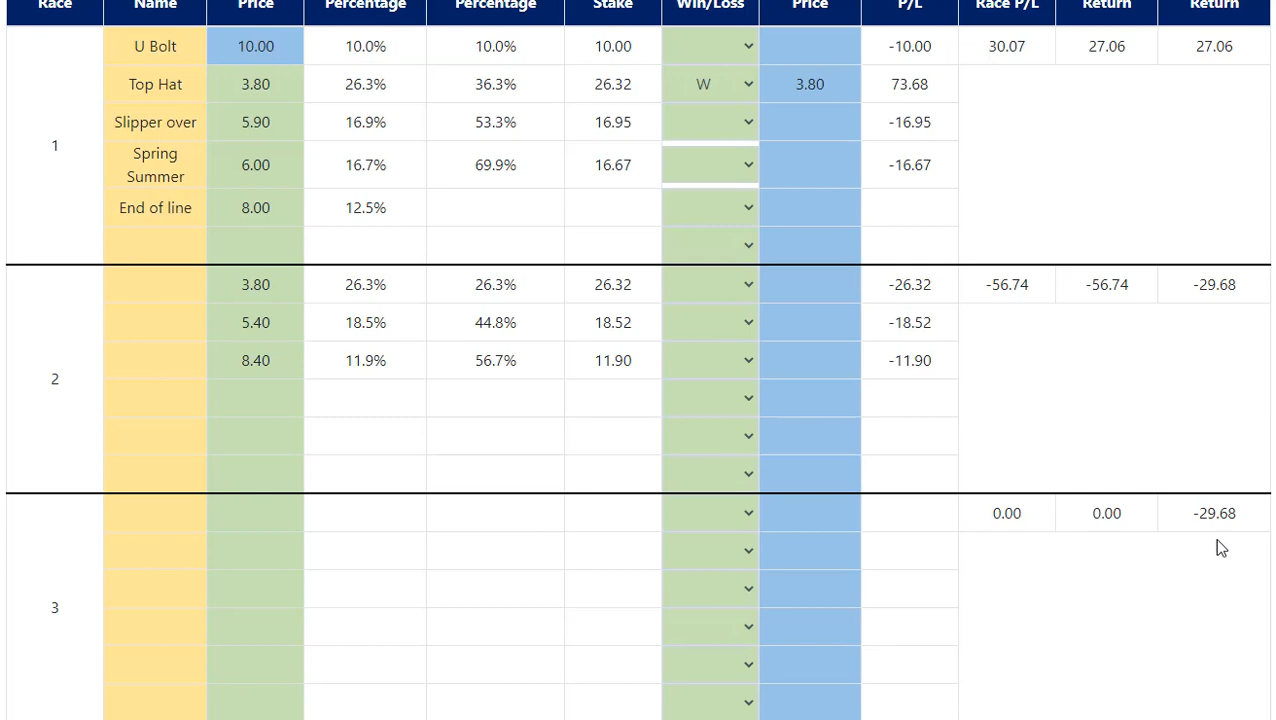 Race Name Price Percentage Percentage Stake Win/Loss Price P/L Race P/L Return Return
U Bolt 10.00 10.0% 10.0% 10.00 -10.00 30.07 27.06 27.06
Top Hat 3.80 26.3% 36.3% 26.32 W 3.80 73.68
Slipper over 5.90 16.9% 53.3% 16.95 -16.95
1
Spring
Summer
6.00 16.7% 69.9% 16.67 -16.67
End of line 8.00 12.5%
3.80 26.3% 26.3% 26.32 -26.32 -56.74 -56.74 -29.68
5.40 18.5% 44.8% 18.52 -18.52
8.40 11.9% 56.7% 11.90 -11.90
2
0.00 0.00 -29.68
3